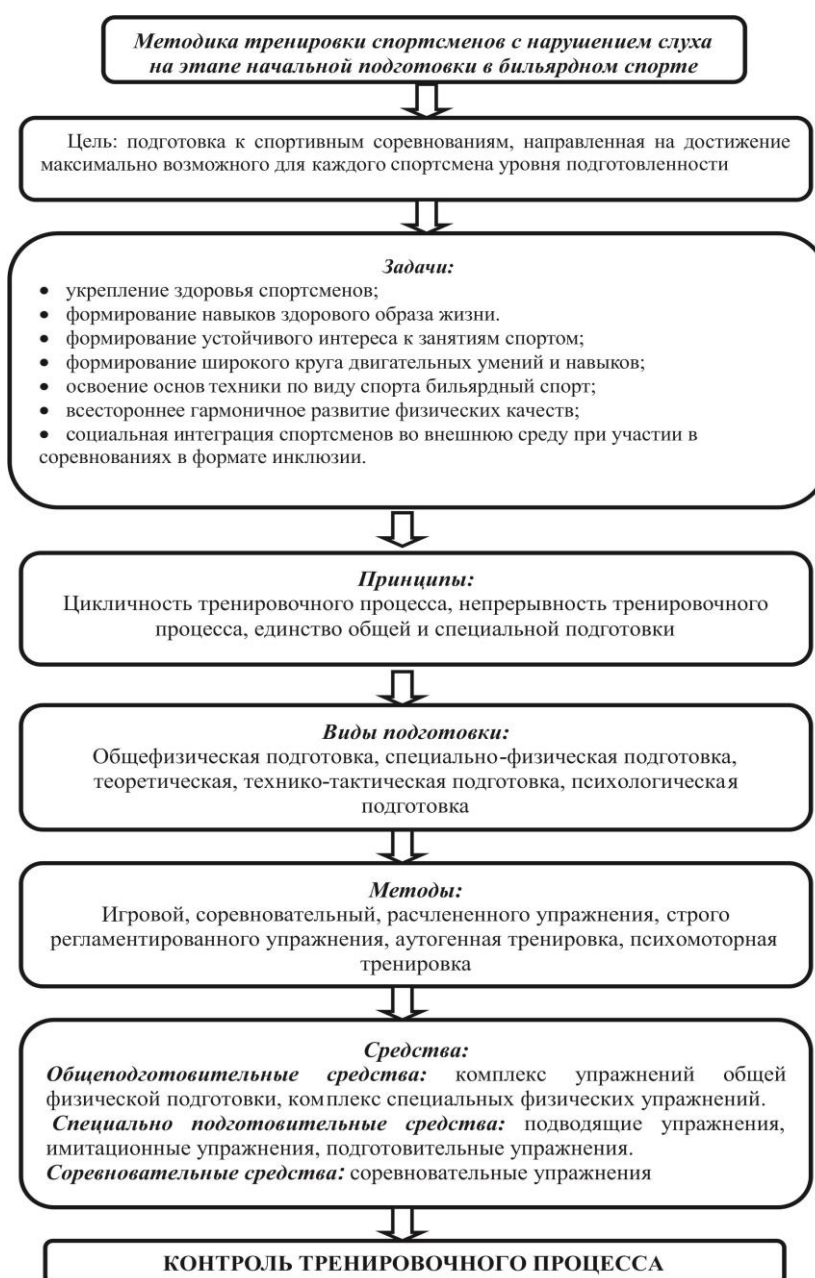 Методика тренировки спортсменов с нарушением слуха
на этапе начальной подготовки в бильярдном спорте
Цель: подготовка к спортивным соревнованиям, направленная на достижение
максимально возможного для каждого спортсмена уровня подготовленности
Задачи:
• укрепление здоровья спортсменов;
• формирование навыков здорового образа жизни.
• формирование устойчивого интереса к занятиям спортом;
• формирование широкого круга двигательных умений и навыков;
• освоение основ техники по виду спорта бильярдный спорт;
• всестороннее гармоничное развитие физических качеств;
• социальная интеграция спортсменов во внешнюю среду при участии в
соревнованиях в формате инклюзии.
Принципы:
Цикличность тренировочного процесса, непрерывность тренировочного
процесса, единство общей и специальной подготовки
Виды подготовки:
Общефизическая подготовка, специально-физическая подготовка,
теоретическая, технико-тактическая подготовка, психологическая
подготовка
Методы:
Игровой, соревновательный, расчлененного упражнения, строго
регламентированного упражнения, аутогенная тренировка, психомоторная
тренировка
Средства:
Общеподготовительные средства: комплекс упражнений общей
физической подготовки, комплекс специальных физических упражнений.
Специально подготовительные средства: подводящие упражнения,
имитационные упражнения, подготовительные упражнения.
Соревновательные средства: соревновательные упражнения
КОНТРОЛЬ ТРЕНИРОВОЧНОГО ПРОЦЕССА